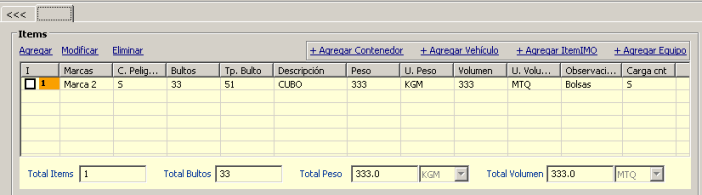 <<<
Items
Agregar Modificar Eliminar + Agregar Contenedor + Agregar Vehículo + Agregar ItemIMO + Agregar Equipo
I Marcas C. Pelig... Bultos Tp. Bulto Descripción Peso U. Peso Volumen U. Volu... Observaci... Carga cnt
1 Marca 2 S 33 51 CUBO 333 KGM 333 MTQ Bolsas S
Total Items 1 Total Bultos 33 Total Peso 333.0 KGM Total Volumen 333.0 MTQ